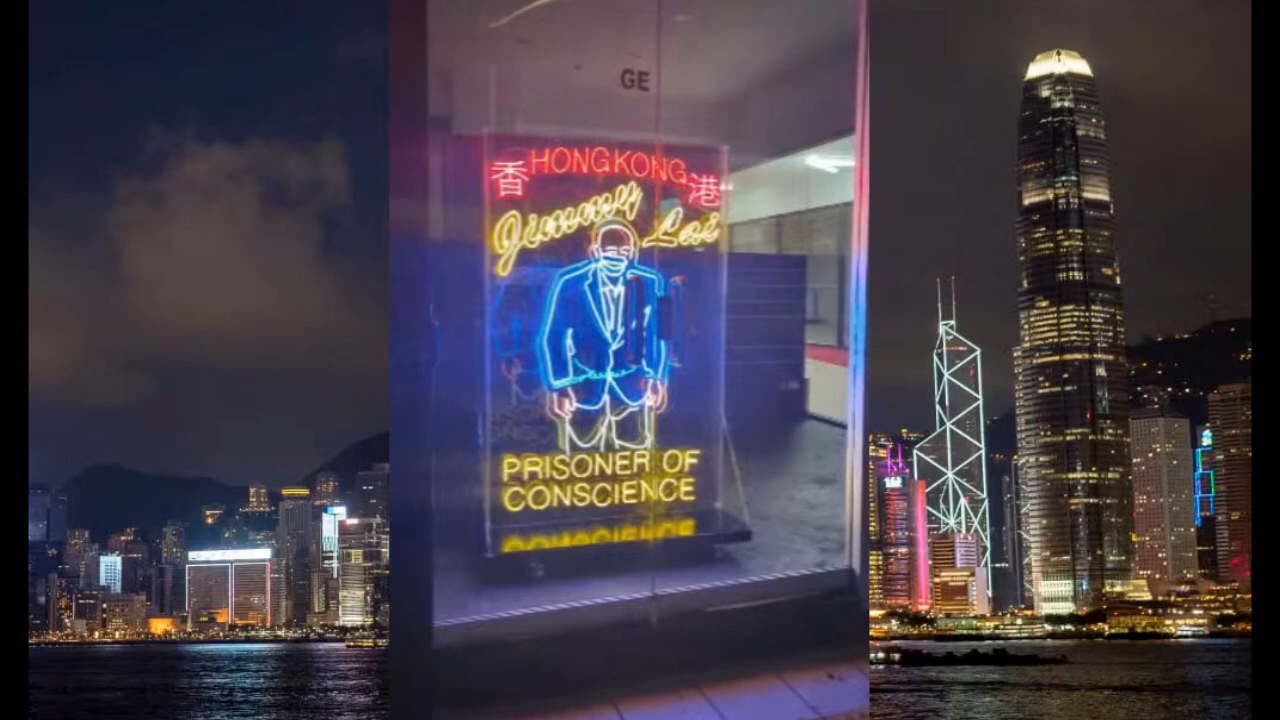 GE
香 HONG KONG 港
Jimmy Lai
PRISONER OF
CONSCIENCE